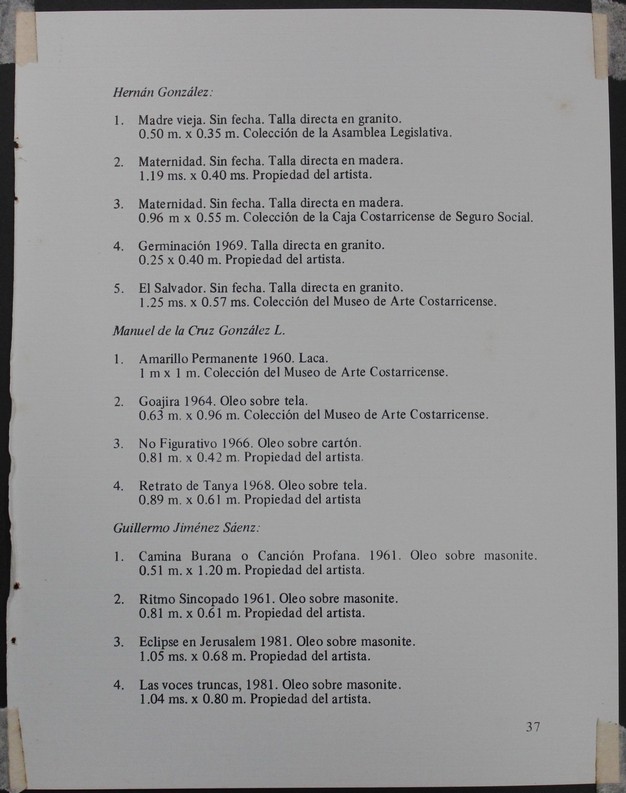 Hernán González:
1. Madre vieja. Sin fecha. Talla directa en granito.
0.50 m. x 0.35 m. Colección de la Asamblea Legislativa.
2. Maternidad. Sin fecha. Talla directa en madera.
1.19 ms. x 0.40 ms. Propiedad del artista.
3. Maternidad. Sin fecha. Talla directa en madera.
0.96 m x 0.55 m. Colección de la Caja Costarricense de Seguro Social.
4. Germinación 1969. Talla directa en granito.
0.25 x 0.40 m. Propiedad del artista.
5. El Salvador. Sin fecha. Talla directa en granito.
1.25 ms. x 0.57 ms. Colección del Museo de Arte Costarricense.
Manuel de la Cruz González L.
1. Amarillo Permanente 1960. Laca.
1 m x 1 m. Colección del Museo de Arte Costarricense.
2. Goajira 1964. Oleo sobre tela.
0.63 m. x 0.96 m. Colección del Museo de Arte Costarricense.
3. No Figurativo 1966. Oleo sobre cartón.
0.81 m. x 0.42 m. Propiedad del artista.
4. Retrato de Tanya 1968. Oleo sobre tela.
0.89 m. x 0.61 m. Propiedad del artista
Guillermo Jiménez Sáenz:
1. Camina Burana o Canción Profana. 1961. Oleo sobre masonite.
0.51 m. x 1.20 m. Propiedad del artista.
2. Ritmo Sincopado 1961. Oleo sobre masonite.
0.81 m. x 0.61 m. Propiedad del artista.
3. Eclipse en Jerusalem 1981. Oleo sobre masonite.
1.05 ms. x 0.68 m. Propiedad del artista.
4. Las voces truncas, 1981. Oleo sobre masonite.
1.04 ms. x 0.80 m. Propiedad del artista.
37